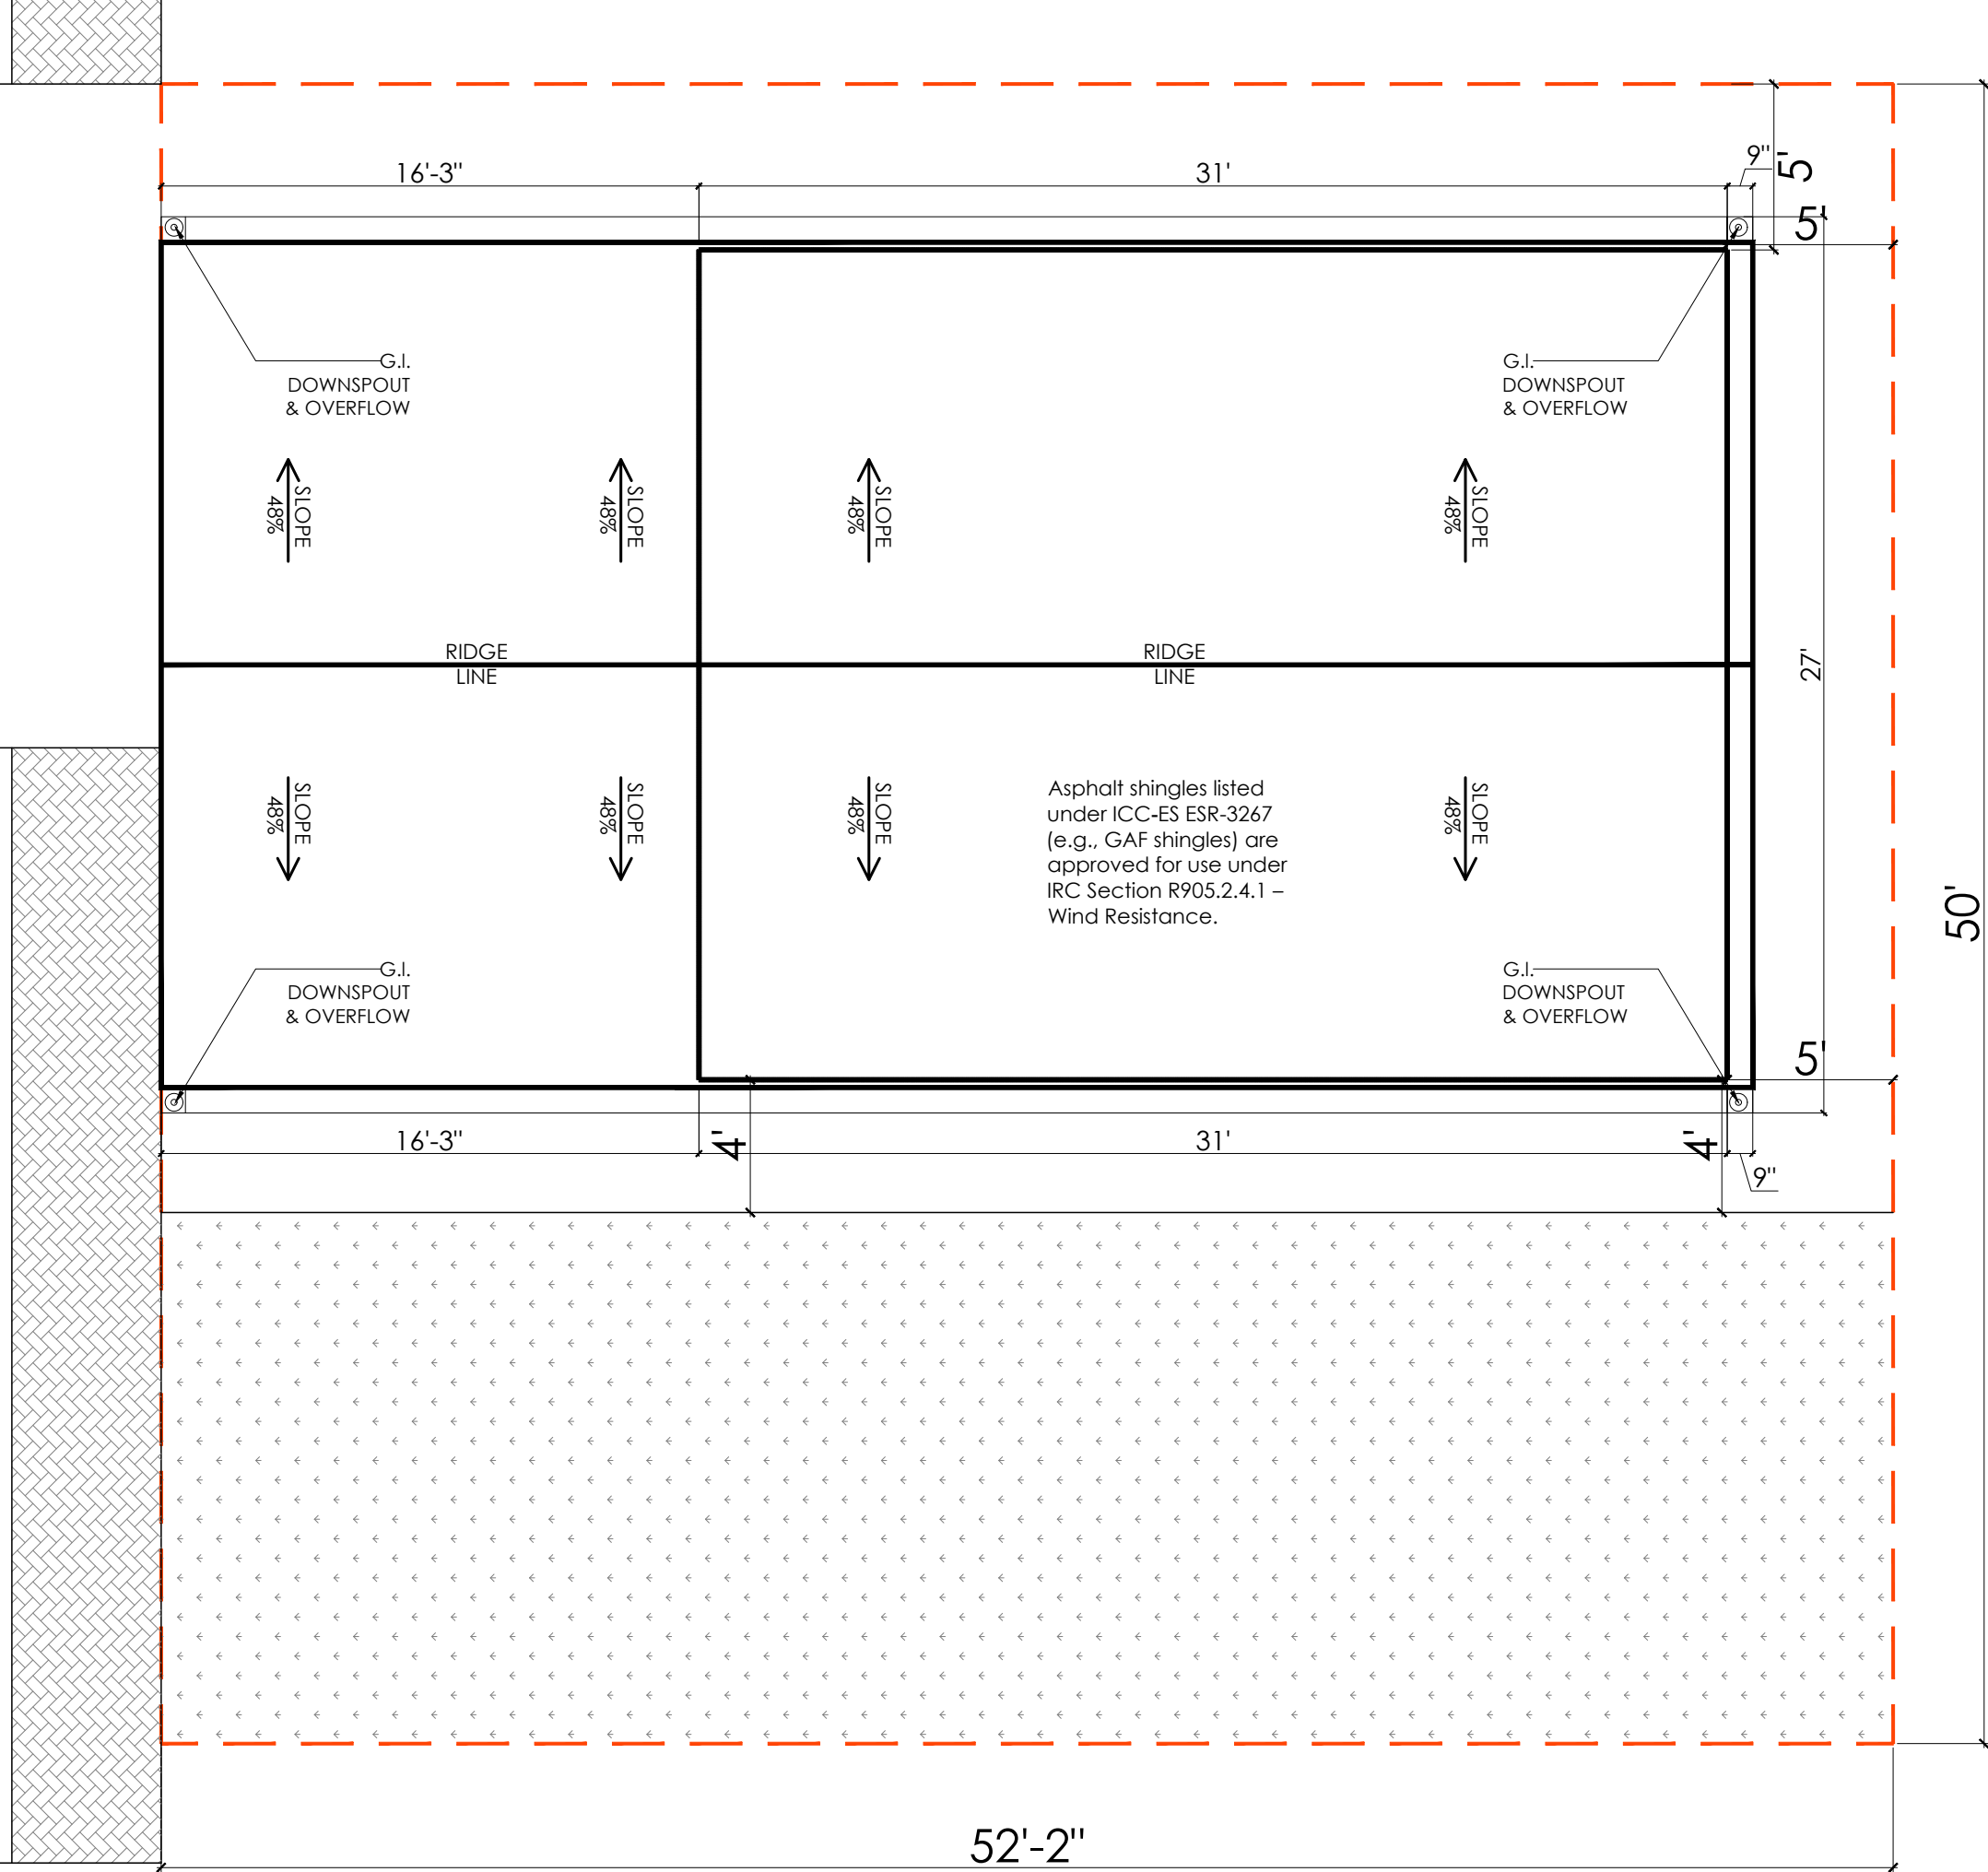 16'-3"
31'
9"
5'
5'
G.I.
DOWNSPOUT
& OVERFLOW
G.I.
DOWNSPOUT
& OVERFLOW
SLOPE
48%
SLOPE
48%
SLOPE
48%
SLOPE
48%
RIDGE
LINE
RIDGE
LINE
27'
SLOPE
48%
SLOPE
48%
SLOPE
48%
SLOPE
48%
Asphalt shingles listed
under ICC-ES ESR-3267
(e.g., GAF shingles) are
approved for use under
IRC Section R905.2.4.1 –
Wind Resistance.
50'
G.I.
DOWNSPOUT
& OVERFLOW
G.I.
DOWNSPOUT
& OVERFLOW
5'
16'-3"
4'
31'
4'
9"
52'-2"